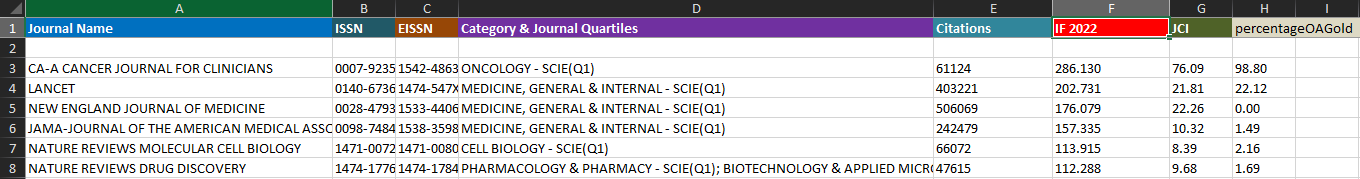 A B C D E F G H I
1 Journal Name ISSN EISSN Category & Journal Quartiles Citations IF 2022 JCI percentageOAGold
2
3 CA-A CANCER JOURNAL FOR CLINICIANS 0007-9235 1542-4863 ONCOLOGY - SCIE(Q1) 61124 286.130 76.09 98.80
4 LANCET 0140-6736 1474-547X MEDICINE, GENERAL & INTERNAL - SCIE(Q1) 403221 202.731 21.81 22.12
5 NEW ENGLAND JOURNAL OF MEDICINE 0028-4793 1533-4406 MEDICINE, GENERAL & INTERNAL - SCIE(Q1) 506069 176.079 22.26 0.00
6 JAMA-JOURNAL OF THE AMERICAN MEDICAL ASSC 0098-7484 1538-3598 MEDICINE, GENERAL & INTERNAL - SCIE(Q1) 242479 157.335 10.32 1.49
7 NATURE REVIEWS MOLECULAR CELL BIOLOGY 1471-0072 1471-0080 CELL BIOLOGY - SCIE(Q1) 66072 113.915 8.39 2.16
8 NATURE REVIEWS DRUG DISCOVERY 1474-1776 1474-1784 PHARMACOLOGY & PHARMACY - SCIE(Q1); BIOTECHNOLOGY & APPLIED MICR 47615 112.288 9.68 1.69